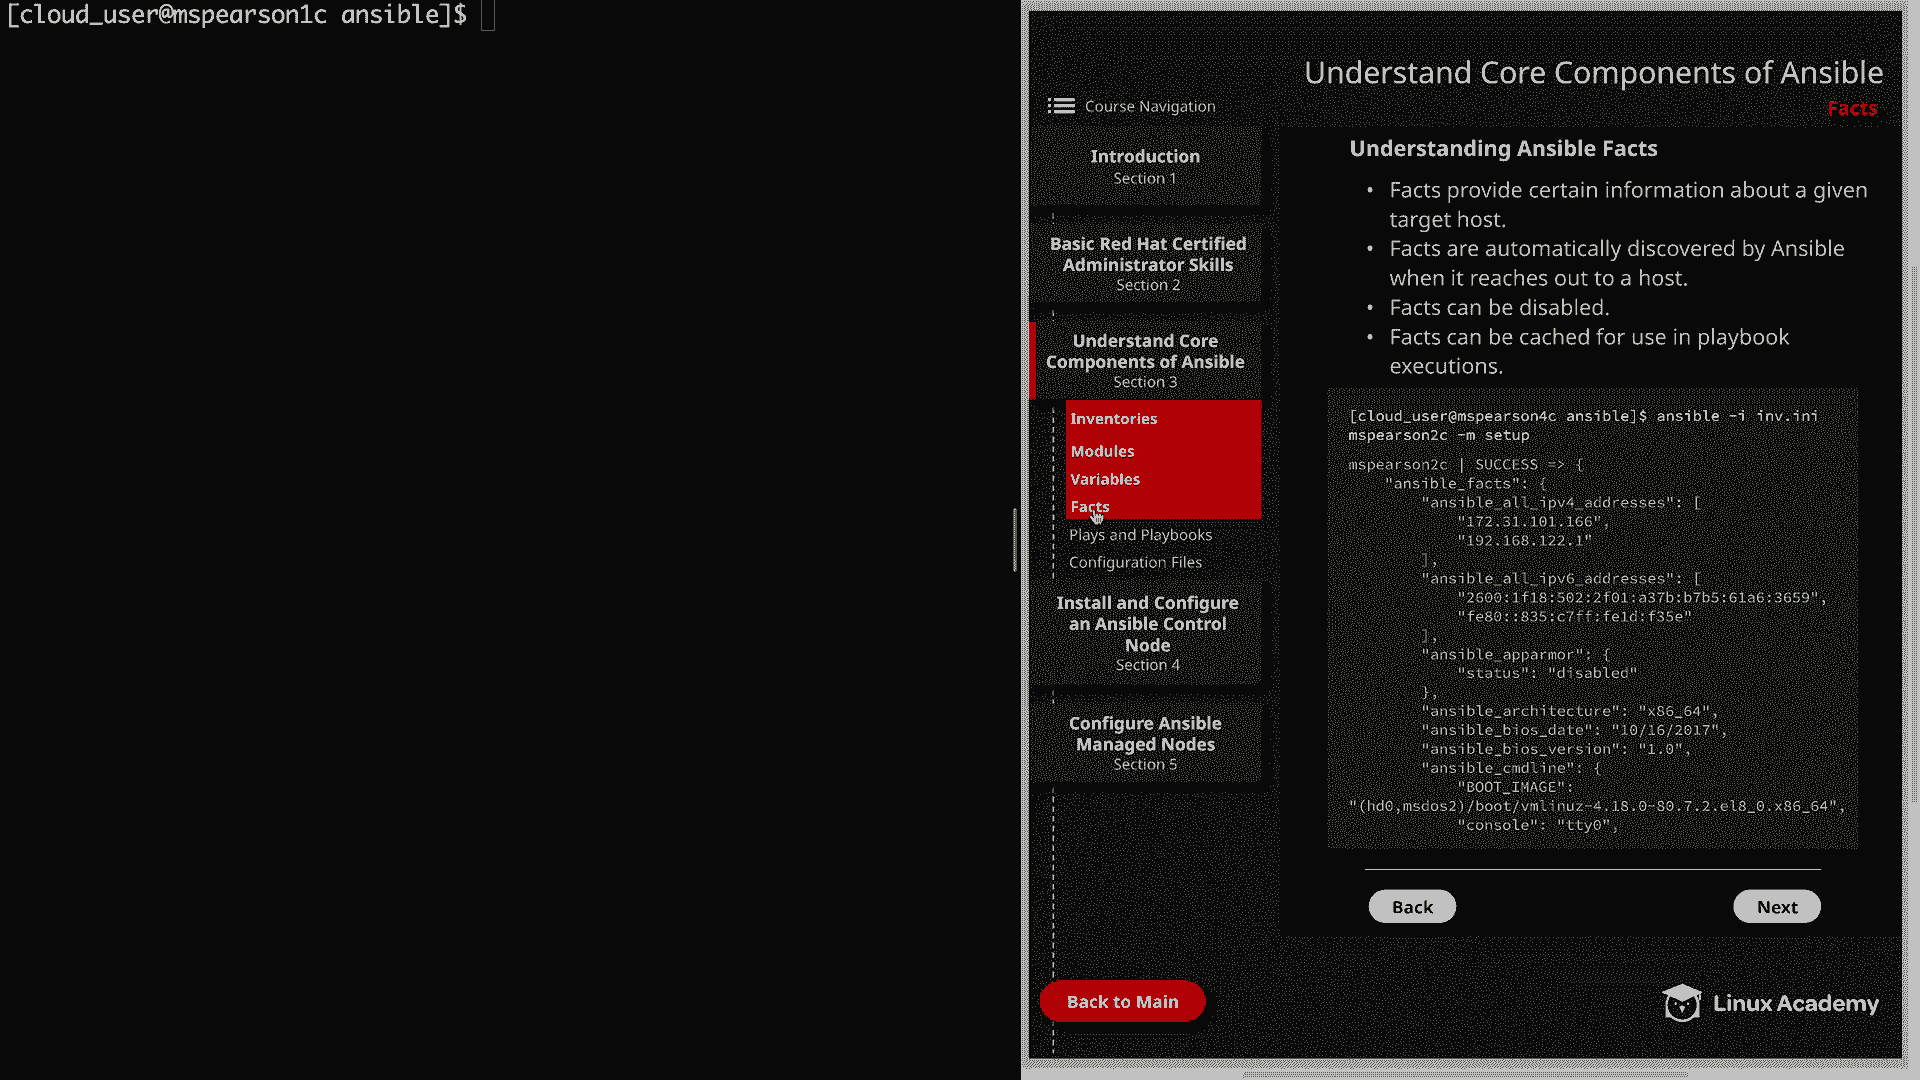 [cloud_user@mspearson1c ansible]$
Understand Core Components of Ansible
Facts
Course Navigation
Introduction
Section 1
Basic Red Hat Certified
Administrator Skills
Section 2
Understand Core
Components of Ansible
Section 3
Inventories
Modules
Variables
Facts
Plays and Playbooks
Configuration Files
Install and Configure
an Ansible Control
Node
Section 4
Configure Ansible
Managed Nodes
Section 5
Back to Main
Understanding Ansible Facts
• Facts provide certain information about a given
target host.
• Facts are automatically discovered by Ansible
when it reaches out to a host.
• Facts can be disabled.
• Facts can be cached for use in playbook
executions.
[cloud_user@mspearson4c ansible]$ ansible -i inv.ini
mspearson2c -m setup
mspearson2c | SUCCESS => {
"ansible_facts": {
"ansible_all_ipv4_addresses": [
"172.31.101.166",
"192.168.122.1"
],
"ansible_all_ipv6_addresses": [
"2600:1f18:502:2f01:a37b:b7b5:61a6:3659",
"fe80::835:c7ff:fe1d:f35e"
],
"ansible_apparmor": {
"status": "disabled"
},
"ansible_architecture": "x86_64",
"ansible_bios_date": "10/16/2017",
"ansible_bios_version": "1.0",
"ansible_cmdline": {
"BOOT_IMAGE":
"(hd0,msdos2)/boot/vmlinuz-4.18.0-80.7.2.el8_0.x86_64",
"console": "tty0",
Back
Next
Linux Academy